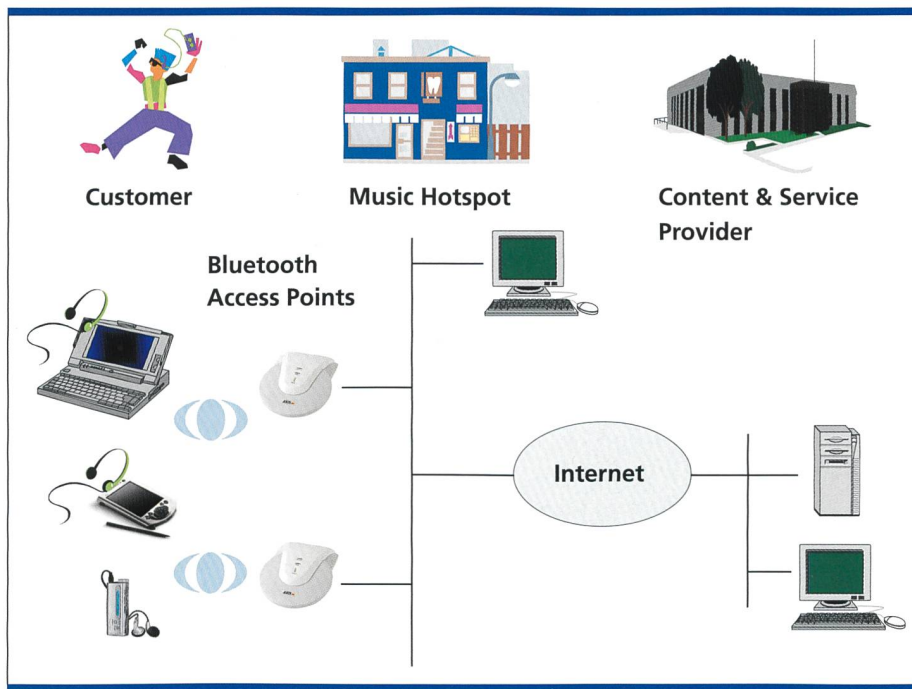 Customer
Music Hotspot
Content & Service
Provider
Bluetooth
Access Points
Internet